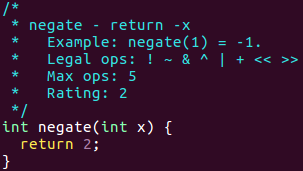 /*
 * negate - return -x
 *   Example: negate(1) = -1.
 *   Legal ops: ! ~ & ^ | + << >>
 *   Max ops: 5
 *   Rating: 2
 */
int negate(int x) {
  return 2;
}